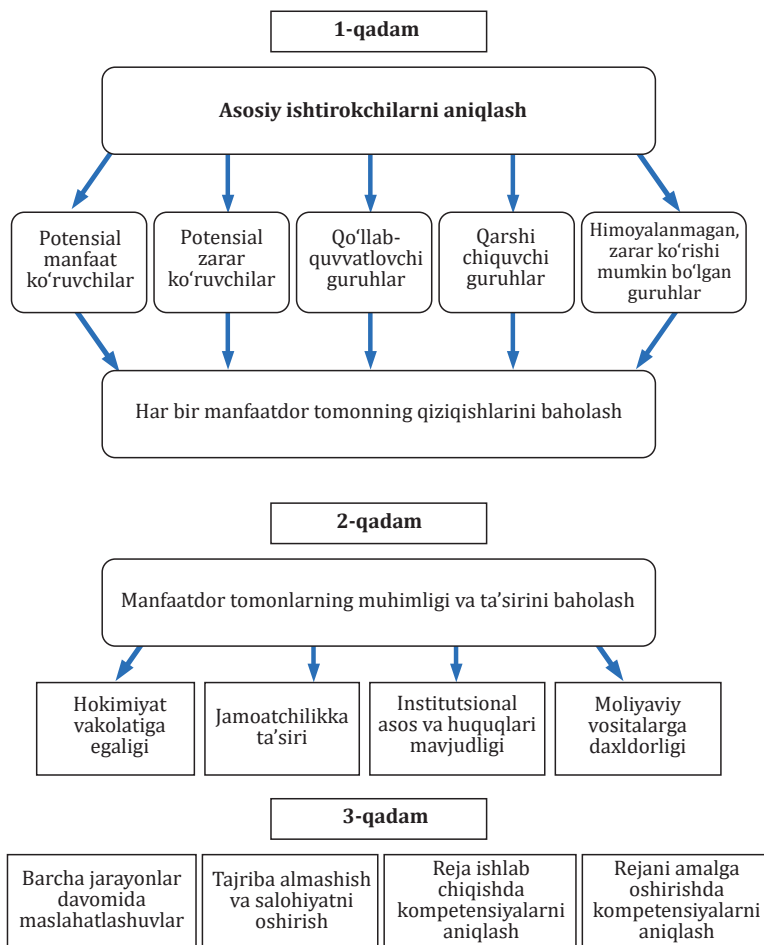 1-qadam
Asosiy ishtirokchilarni aniqlash
Potensial
manfaat
ko‘ruvchilar
Potensial
zarar
ko‘ruvchilar
Qo‘llab-
quvvatlovchi
guruhlar
Qarshi
chiquvchi
guruhlar
Himoyalanmagan,
zarar ko‘rishi
mumkin bo‘lgan
guruhlar
Har bir manfaatdor tomonning qiziqishlarini baholash
2-qadam
Manfaatdor tomonlarning muhimligi va ta’sirini baholash
Hokimiyat
vakolatiga
egaligi
Jamoatchilikka
ta’siri
Institutsional
asos va huquqlari
mavjudligi
Moliyaviy
vositalarga
daxldorligi
3-qadam
Barcha jarayonlar
davomida
maslahatlashuvlar
Tajriba almashish
va salohiyatni
oshirish
Reja ishlab
chiqishda
kompetensiyalarni
aniqlash
Rejani amalga
oshirishda
kompetensiyalarni
aniqlash